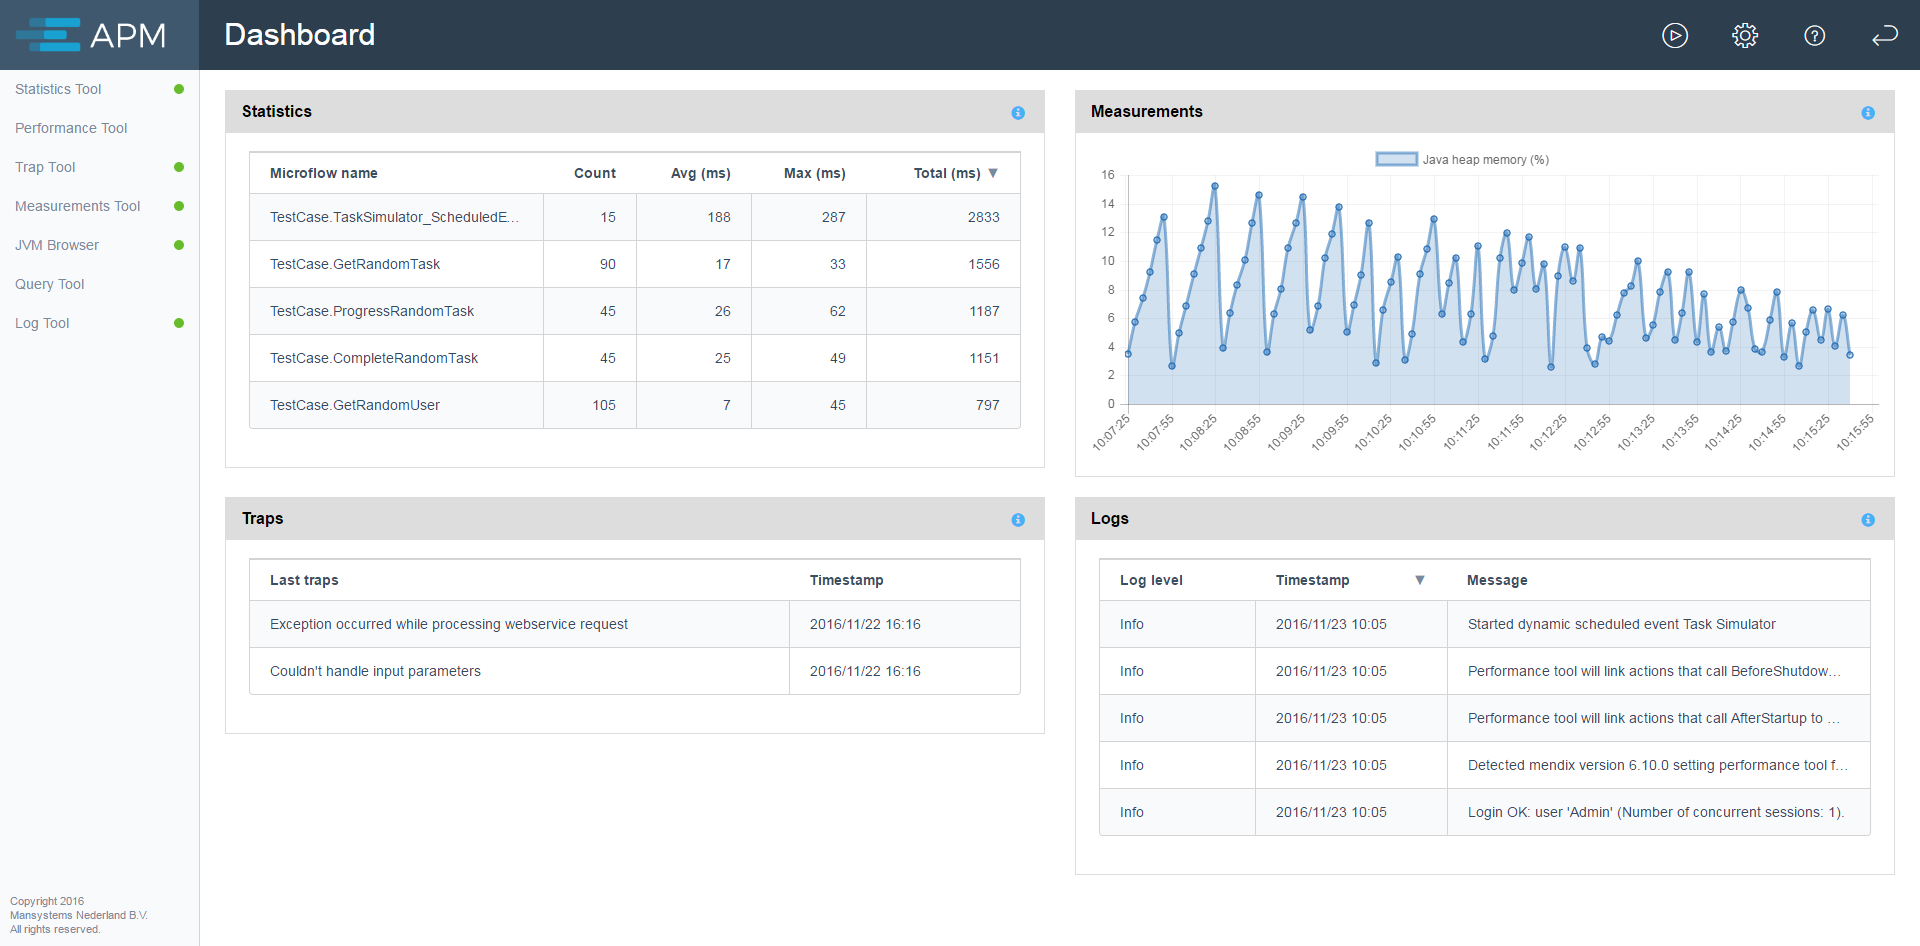 APM
Dashboard
Statistics Tool
Performance Tool
Trap Tool
Measurements Tool
JVM Browser
Query Tool
Log Tool
Copyright 2016
Mansystems Nederland B.V.
All rights reserved.
Statistics
Microflow name Count Avg (ms) Max (ms) Total (ms)
TestCase.TaskSimulator_ScheduledE... 15 188 287 2833
TestCase.GetRandomTask 90 17 33 1556
TestCase.ProgressRandomTask 45 26 62 1187
TestCase.CompleteRandomTask 45 25 49 1151
TestCase.GetRandomUser 105 7 45 797
Measurements
Java heap memory (%)
16
14
12
10
8
6
4
2
0
10:07:25 10:07:55 10:08:25 10:08:55 10:09:25 10:09:55 10:10:25 10:10:55 10:11:25 10:11:55 10:12:25 10:12:55 10:13:25 10:13:55 10:14:25 10:14:55 10:15:25 10:15:55
Traps
Last traps Timestamp
Exception occurred while processing webservice request 2016/11/22 16:16
Couldn't handle input parameters 2016/11/22 16:16
Logs
Log level Timestamp Message
Info 2016/11/23 10:05 Started dynamic scheduled event Task Simulator
Info 2016/11/23 10:05 Performance tool will link actions that call BeforeShutdow...
Info 2016/11/23 10:05 Performance tool will link actions that call AfterStartup to ...
Info 2016/11/23 10:05 Detected mendix version 6.10.0 setting performance tool f...
Info 2016/11/23 10:05 Login OK: user 'Admin' (Number of concurrent sessions: 1).